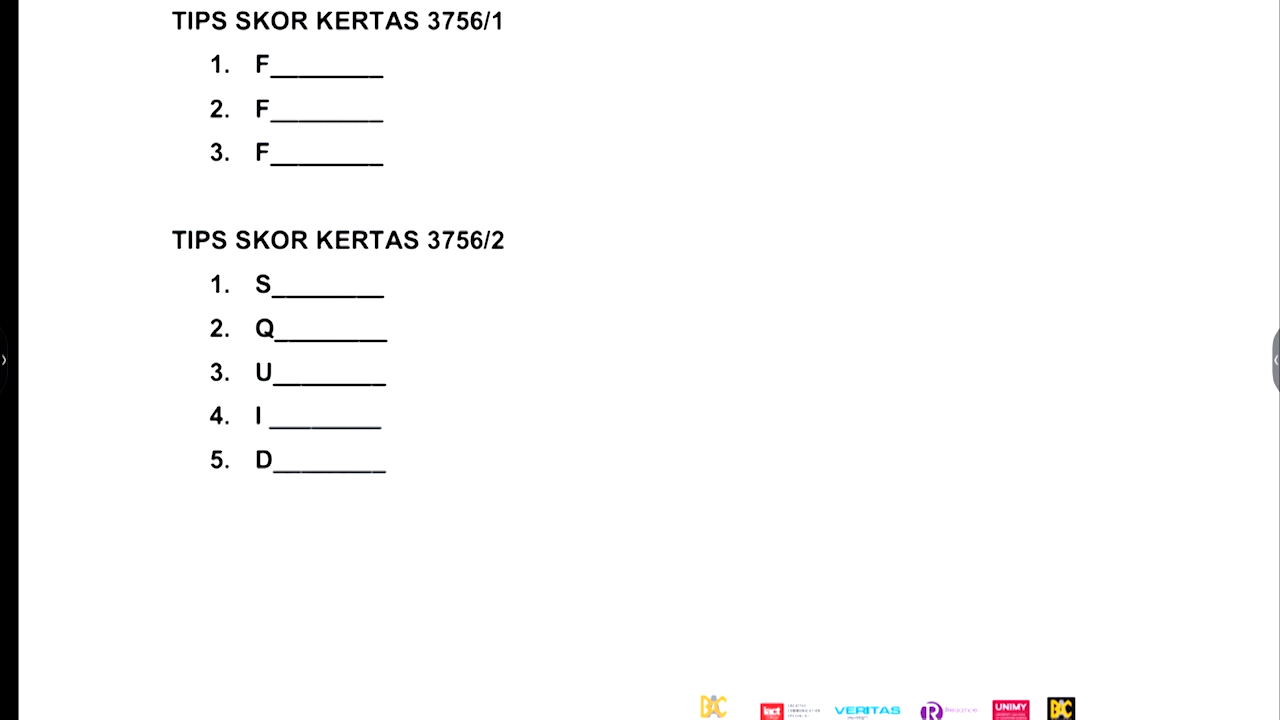 TIPS SKOR KERTAS 3756/1
1. F________
2. F________
3. F________
TIPS SKOR KERTAS 3756/2
1. S________
2. Q________
3. U________
4. I ________
5. D________
BAC
iact
VERITAS
UNIMY
BAC